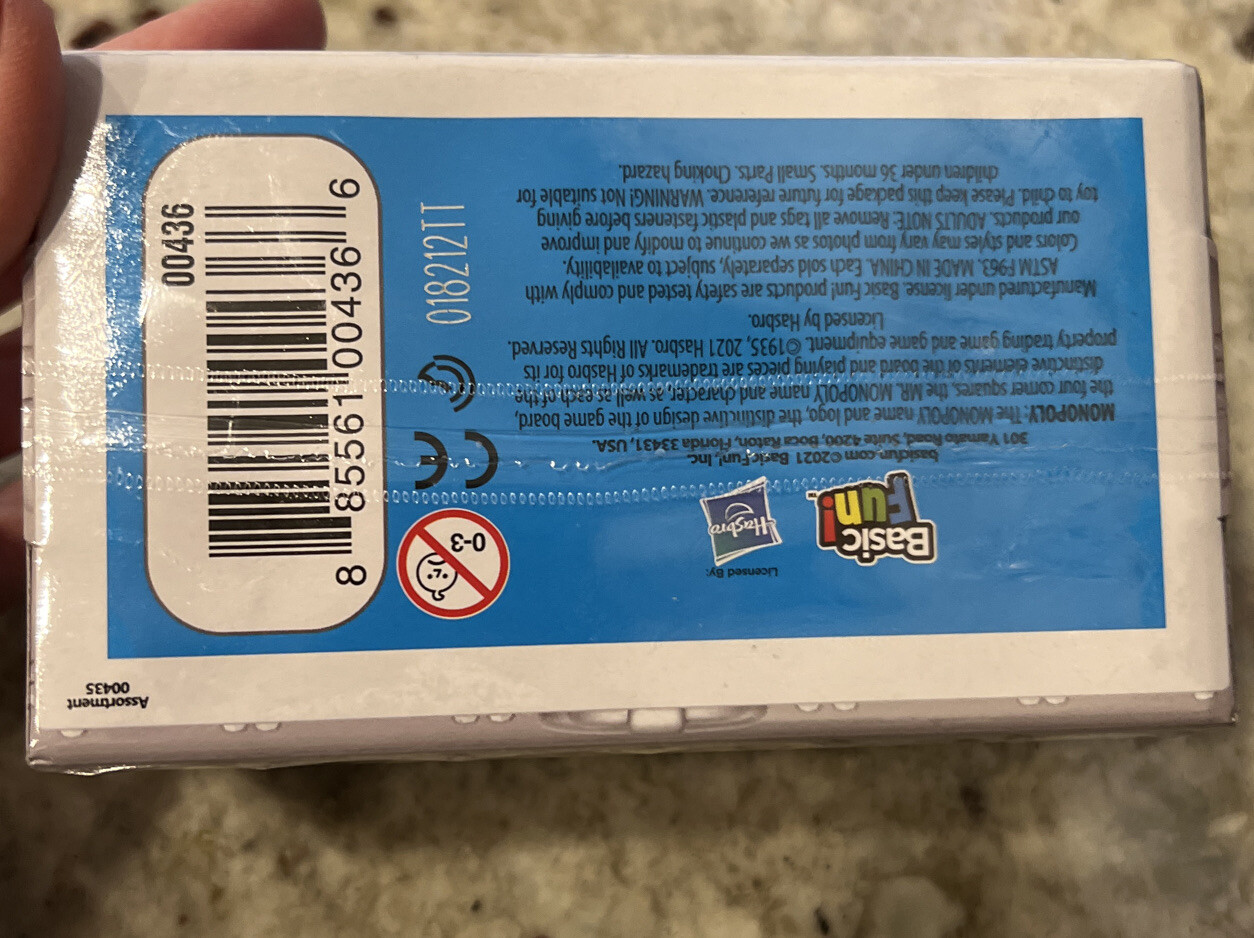 Assortment
00435
Basic
Fun!™
Licensed By:
Hasbro
0-3
basicfun.com ©2021 Basic Fun!, Inc.
301 Yamato Road, Suite 4200, Boca Raton, Florida 33431, USA.
MONOPOLY: The MONOPOLY name and logo, the distinctive design of the game board,
the four corner squares, the MR. MONOPOLY name and character, as well as each of the
distinctive elements of the board and playing pieces are trademarks of Hasbro for its
property trading game and game equipment. ©1935, 2021 Hasbro. All Rights Reserved.
Licensed by Hasbro.
Manufactured under license. Basic Fun! products are safety tested and comply with
ASTM F963. MADE IN CHINA. Each sold separately, subject to availability.
Colors and styles may vary from photos as we continue to modify and improve
our products. ADULTS NOTE: Remove all tags and plastic fasteners before giving
toy to child. Please keep this package for future reference. WARNING! Not suitable for
children under 36 months. Small Parts. Choking hazard.
CE
018212TT
00436
8 85561 00436 6